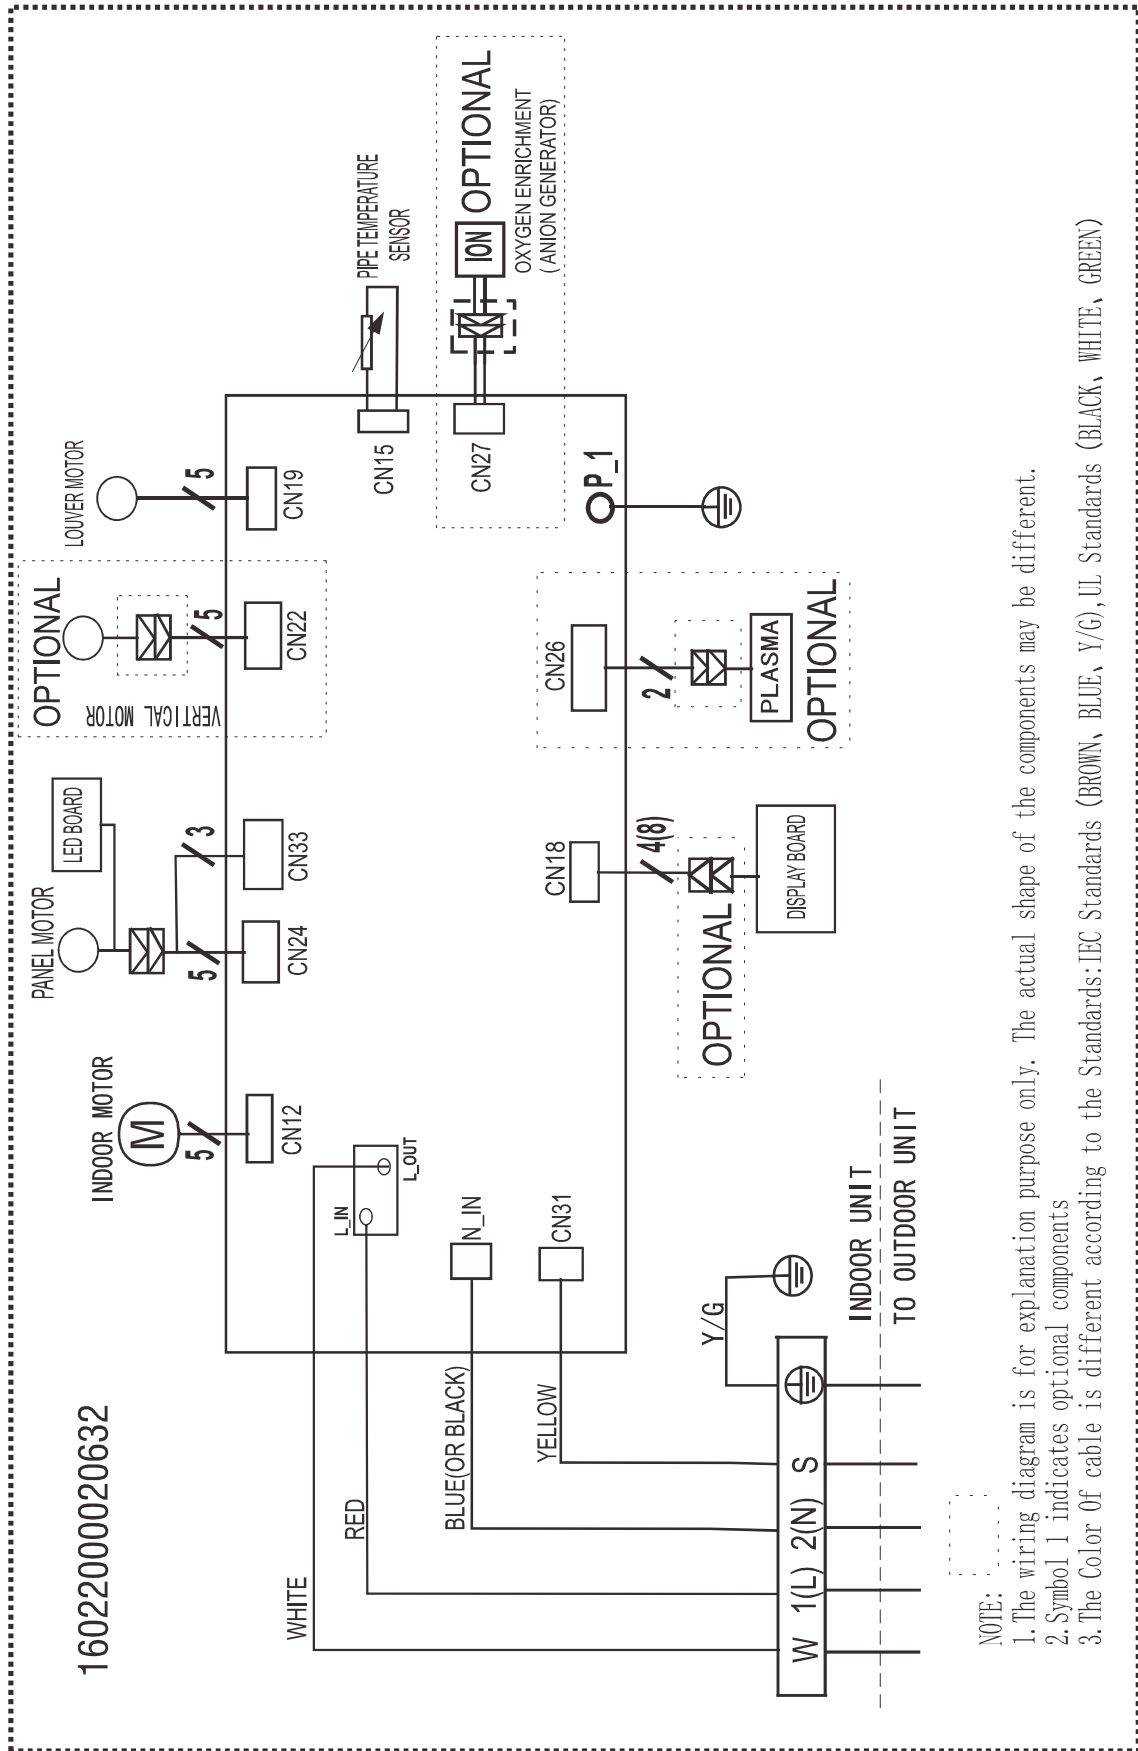 16022000020632
INDOOR MOTOR
M
5
CN12
PANEL MOTOR
LED BOARD
5
3
CN24
CN33
OPTIONAL
VERTICAL MOTOR
5
CN22
LOUVER MOTOR
5
CN19
PIPE TEMPERATURE
SENSOR
CN15
OPTIONAL
ION
OXYGEN ENRICHMENT
( ANION GENERATOR)
CN27
P_1
CN26
2
PLASMA
OPTIONAL
CN18
4(8)
OPTIONAL
DISPLAY BOARD
L_IN
L_OUT
N_IN
CN31
WHITE
RED
BLUE(OR BLACK)
YELLOW
Y/G
W 1(L) 2(N) S
INDOOR UNIT
TO OUTDOOR UNIT
NOTE:
1. The wiring diagram is for explanation purpose only. The actual shape of the components may be different.
2. Symbol l indicates optional components
3. The Color Of cable is different according to the Standards:IEC Standards (BROWN、BLUE、Y/G),UL Standards (BLACK、WHITE、GREEN)